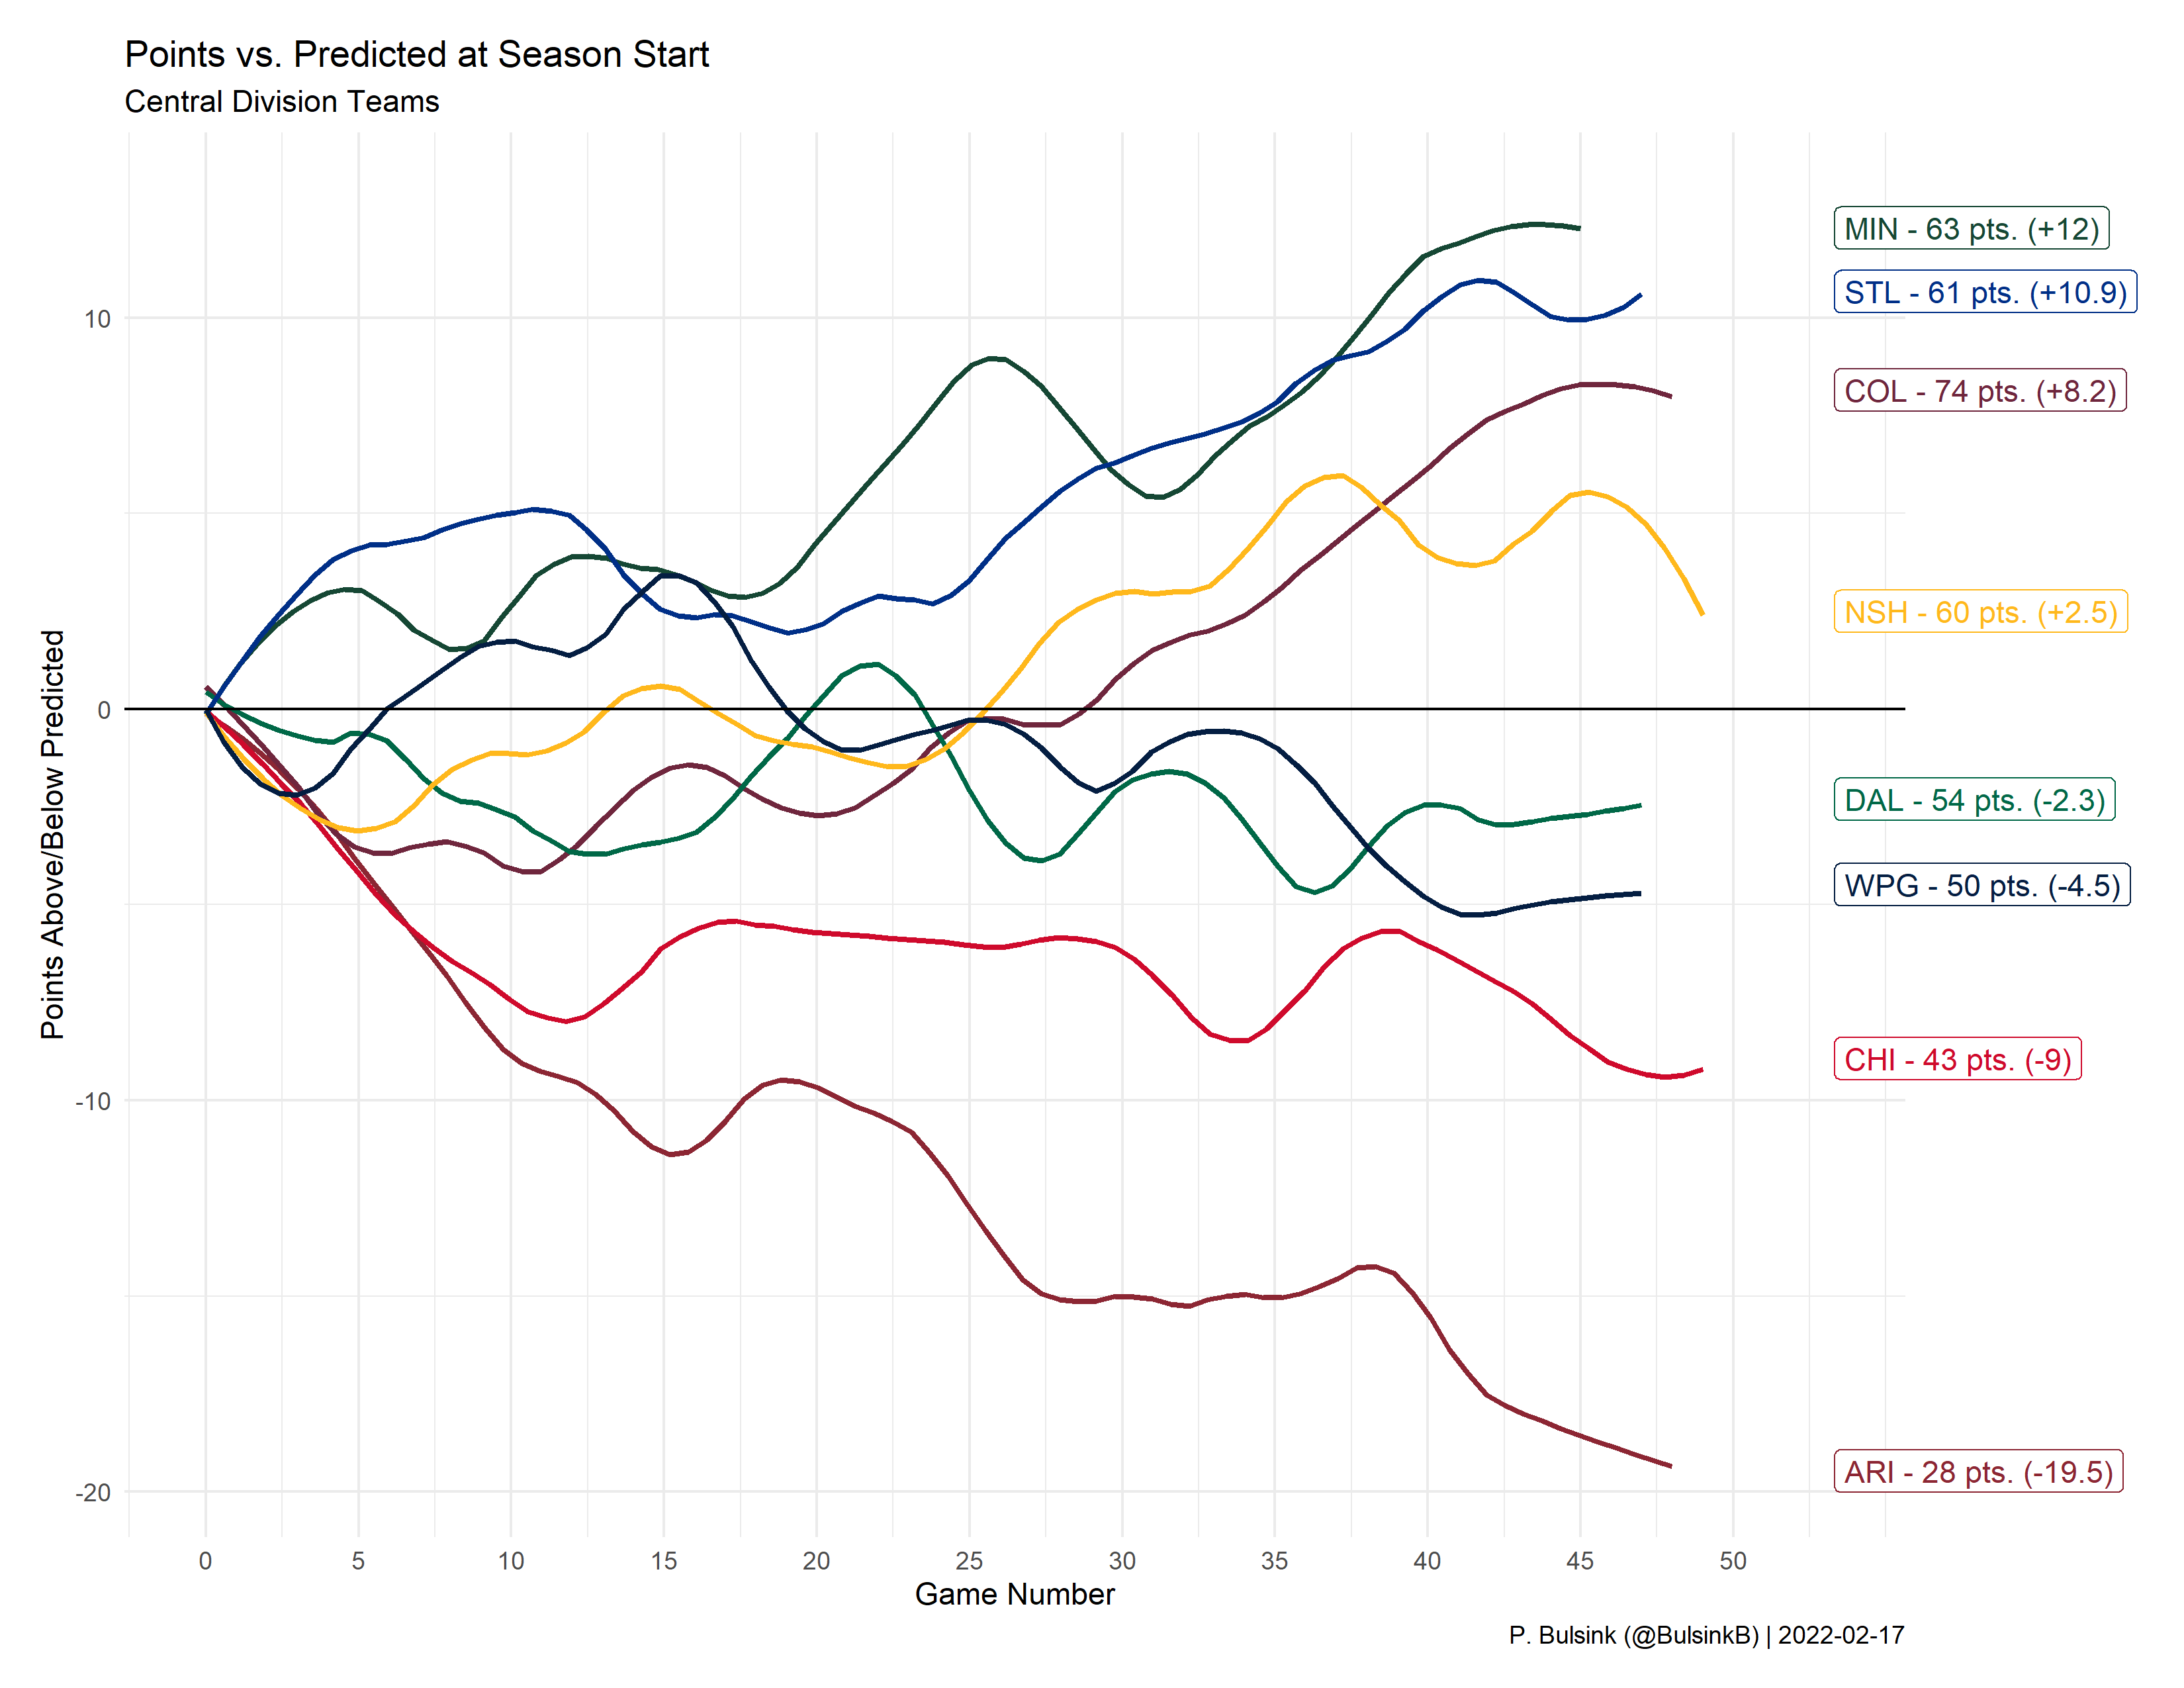 Points vs. Predicted at Season Start
Central Division Teams
Points Above/Below Predicted
10
0
-10
-20
MIN - 63 pts. (+12)
STL - 61 pts. (+10.9)
COL - 74 pts. (+8.2)
NSH - 60 pts. (+2.5)
DAL - 54 pts. (-2.3)
WPG - 50 pts. (-4.5)
CHI - 43 pts. (-9)
ARI - 28 pts. (-19.5)
0 5 10 15 20 25 30 35 40 45 50
Game Number
P. Bulsink (@BulsinkB) | 2022-02-17